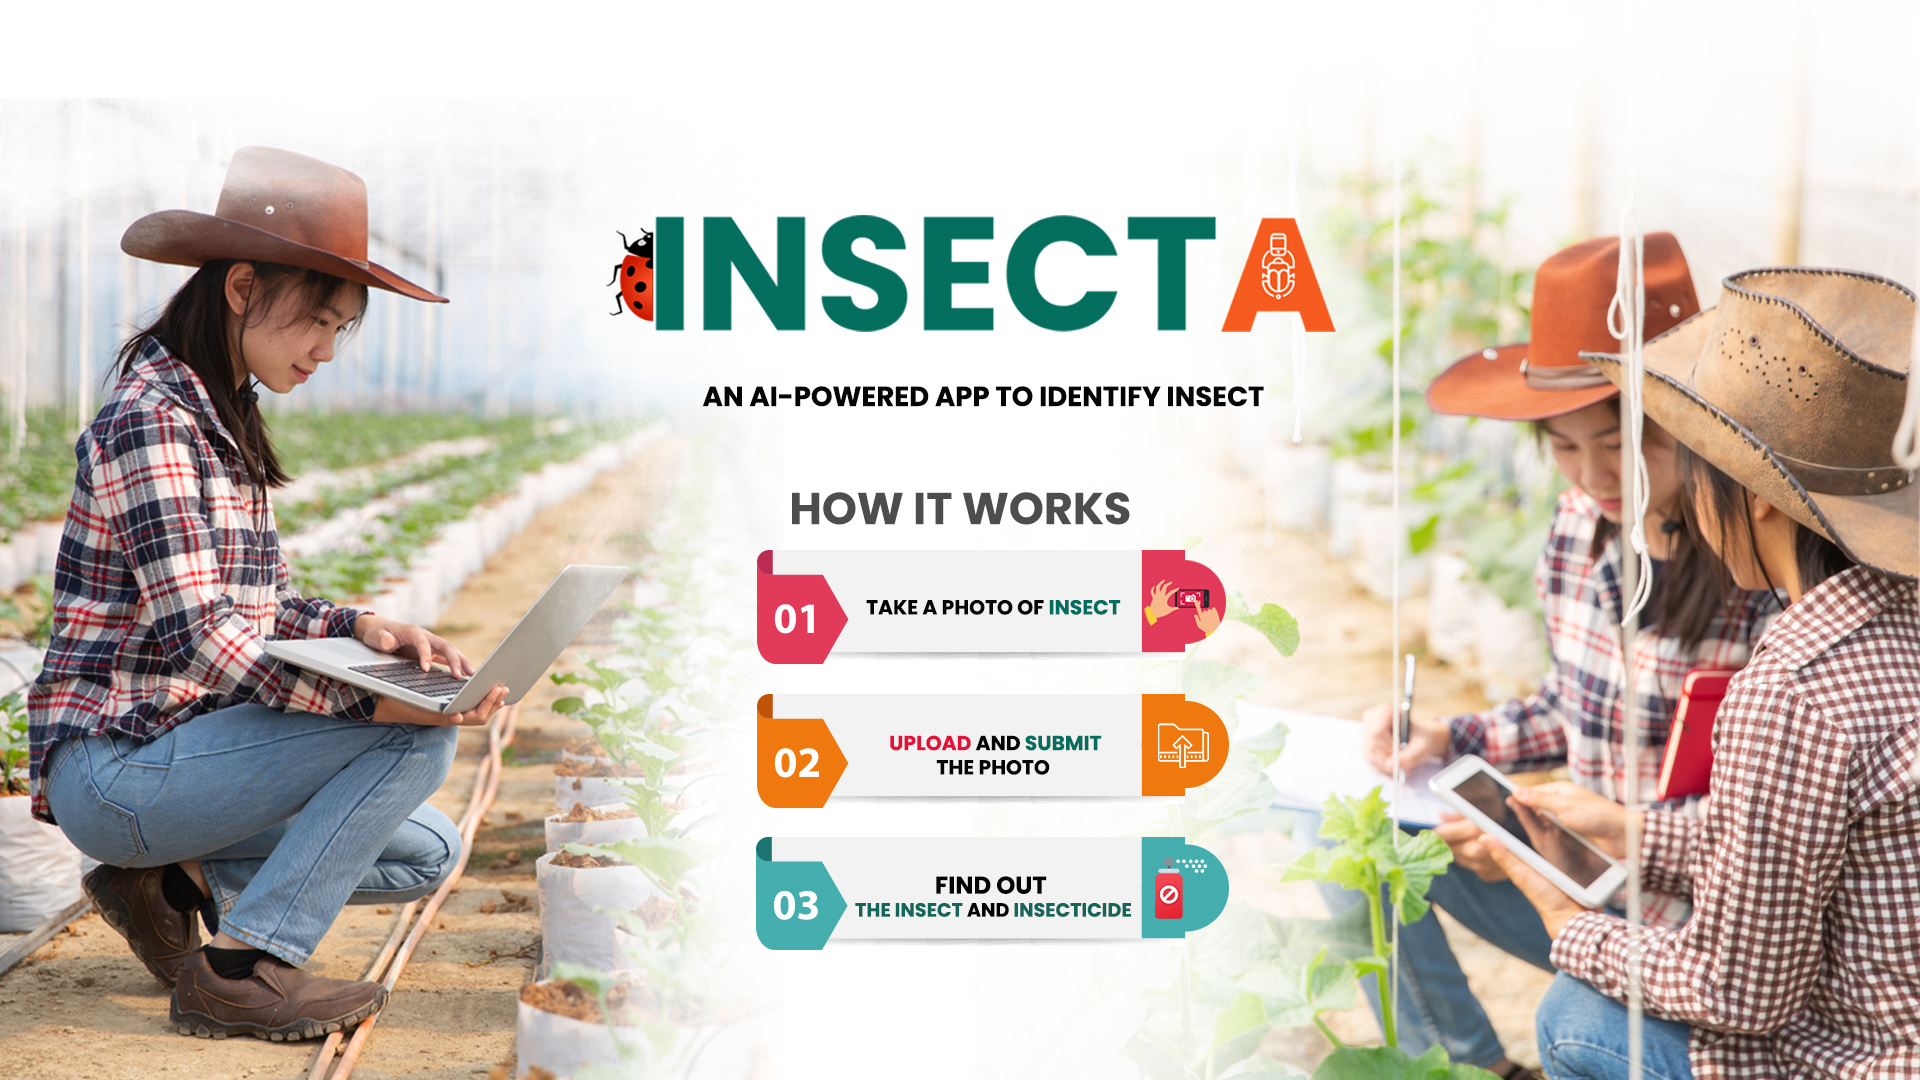 INSECTA
AN AI-POWERED APP TO IDENTIFY INSECT
HOW IT WORKS
01
TAKE A PHOTO OF INSECT
02
UPLOAD AND SUBMIT
THE PHOTO
03
FIND OUT
THE INSECT AND INSECTICIDE